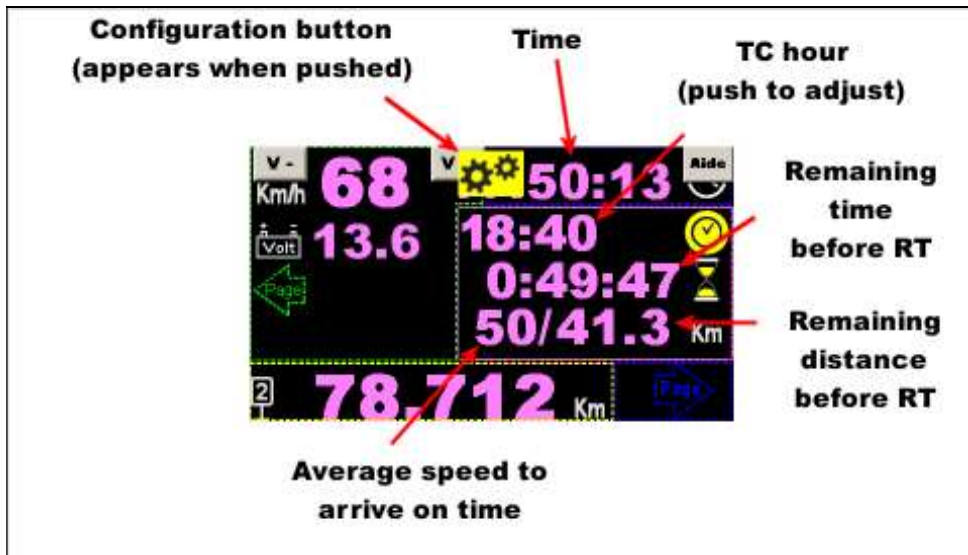 Configuration button
(appears when pushed)
Time
TC hour
(push to adjust)
V -
V
Aide
Km/h
68
50:13
Remaining
time
before RT
Volt
13.6
18:40
0:49:47
Page
50/41.3
Km
Remaining
distance
before RT
2
78.712
Km
Page
Average speed to
arrive on time